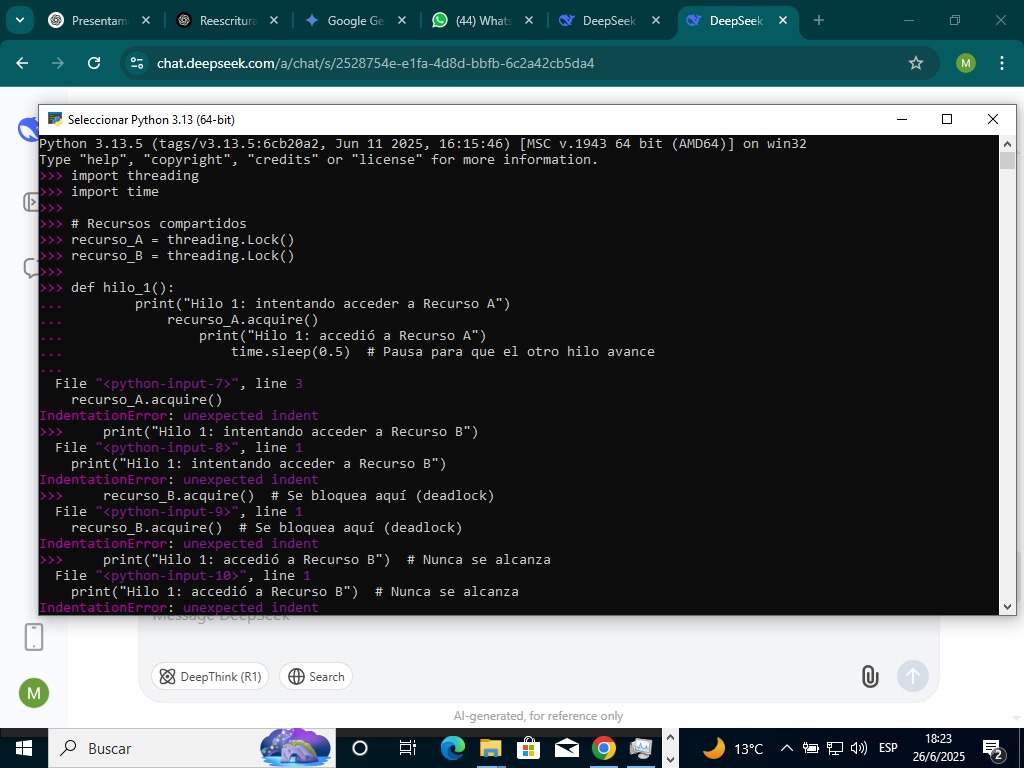 Presentam
Reescritura
Google Ge
(44) Whats
DeepSeek
DeepSeek
chat.deepseek.com/a/chat/s/2528754e-e1fa-4d8d-bbfb-6c2a42cb5da4
M
Seleccionar Python 3.13 (64-bit)
Python 3.13.5 (tags/v3.13.5:6cb20a2, Jun 11 2025, 16:15:46) [MSC v.1943 64 bit (AMD64)] on win32
Type "help", "copyright", "credits" or "license" for more information.
>>> import threading
>>> import time
>>>
>>> # Recursos compartidos
>>> recurso_A = threading.Lock()
>>> recurso_B = threading.Lock()
>>>
>>> def hilo_1():
...         print("Hilo 1: intentando acceder a Recurso A")
...             recurso_A.acquire()
...                 print("Hilo 1: accedió a Recurso A")
...                     time.sleep(0.5)  # Pausa para que el otro hilo avance
...
  File "<python-input-7>", line 3
    recurso_A.acquire()
IndentationError: unexpected indent
>>>     print("Hilo 1: intentando acceder a Recurso B")
  File "<python-input-8>", line 1
    print("Hilo 1: intentando acceder a Recurso B")
IndentationError: unexpected indent
>>>     recurso_B.acquire()  # Se bloquea aquí (deadlock)
  File "<python-input-9>", line 1
    recurso_B.acquire()  # Se bloquea aquí (deadlock)
IndentationError: unexpected indent
>>>     print("Hilo 1: accedió a Recurso B")  # Nunca se alcanza
  File "<python-input-10>", line 1
    print("Hilo 1: accedió a Recurso B")  # Nunca se alcanza
IndentationError: unexpected indent
Message DeepSeek
DeepThink (R1)
Search
M
AI-generated, for reference only
Buscar
13°C
ESP
18:23
26/6/2025
2